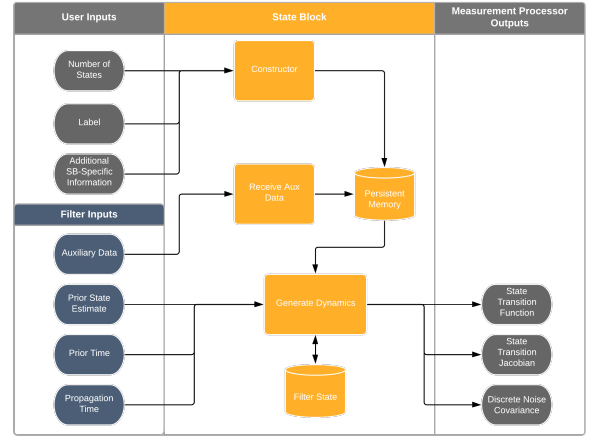 User Inputs
State Block
Measurement Processor
Outputs
Number of
States
Label
Additional
SB-Specific
Information
Constructor
Receive Aux
Data
Persistent
Memory
Filter Inputs
Auxiliary Data
Prior State
Estimate
Prior Time
Propagation
Time
Generate Dynamics
Filter State
State
Transition
Function
State
Transition
Jacobian
Discrete Noise
Covariance